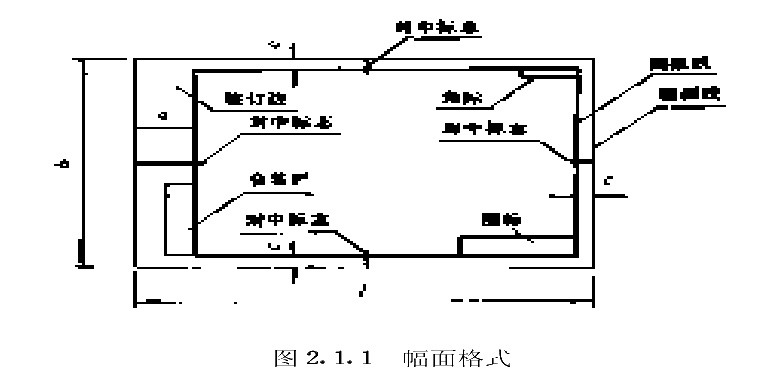 对中标志
图框线
装订边
角标
图幅线
a
对中标志
对中标志
b
c
会签栏
对中标志
图标
c
l
图 2.1.1 幅面格式